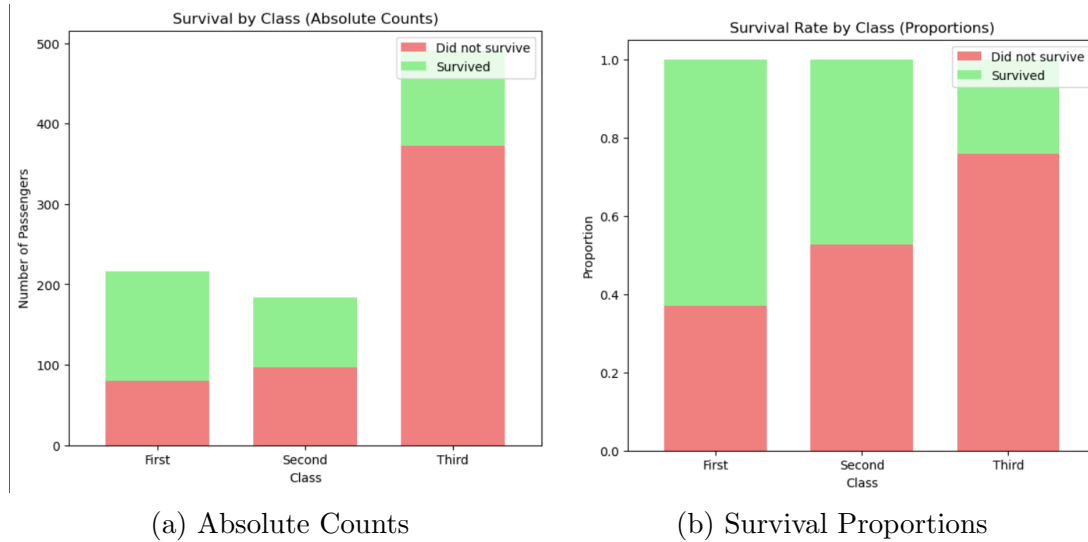 Survival by Class (Absolute Counts)
Did not survive
Survived
500
400
300
200
100
0
Number of Passengers
First
Second
Third
Class
(a) Absolute Counts
Survival Rate by Class (Proportions)
Did not survive
Survived
1.0
0.8
0.6
0.4
0.2
0.0
Proportion
First
Second
Third
Class
(b) Survival Proportions